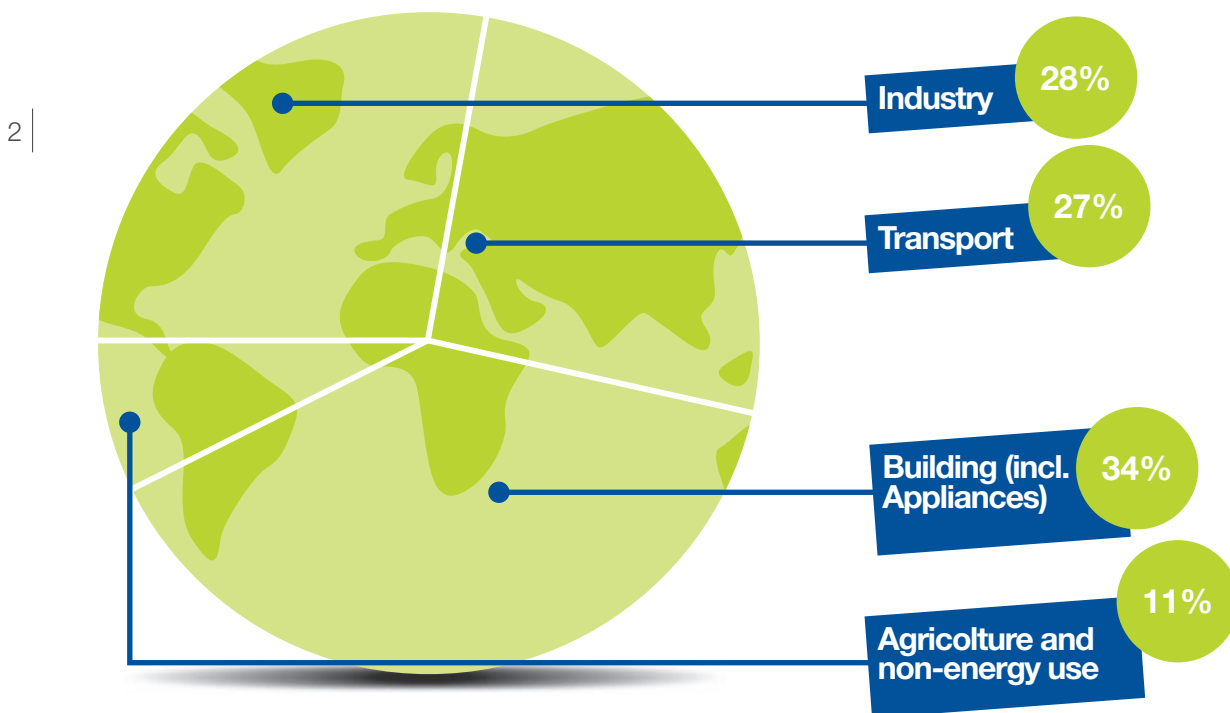 2
Industry
28%
Transport
27%
Building (incl.
Appliances)
34%
Agricolture and
non-energy use
11%